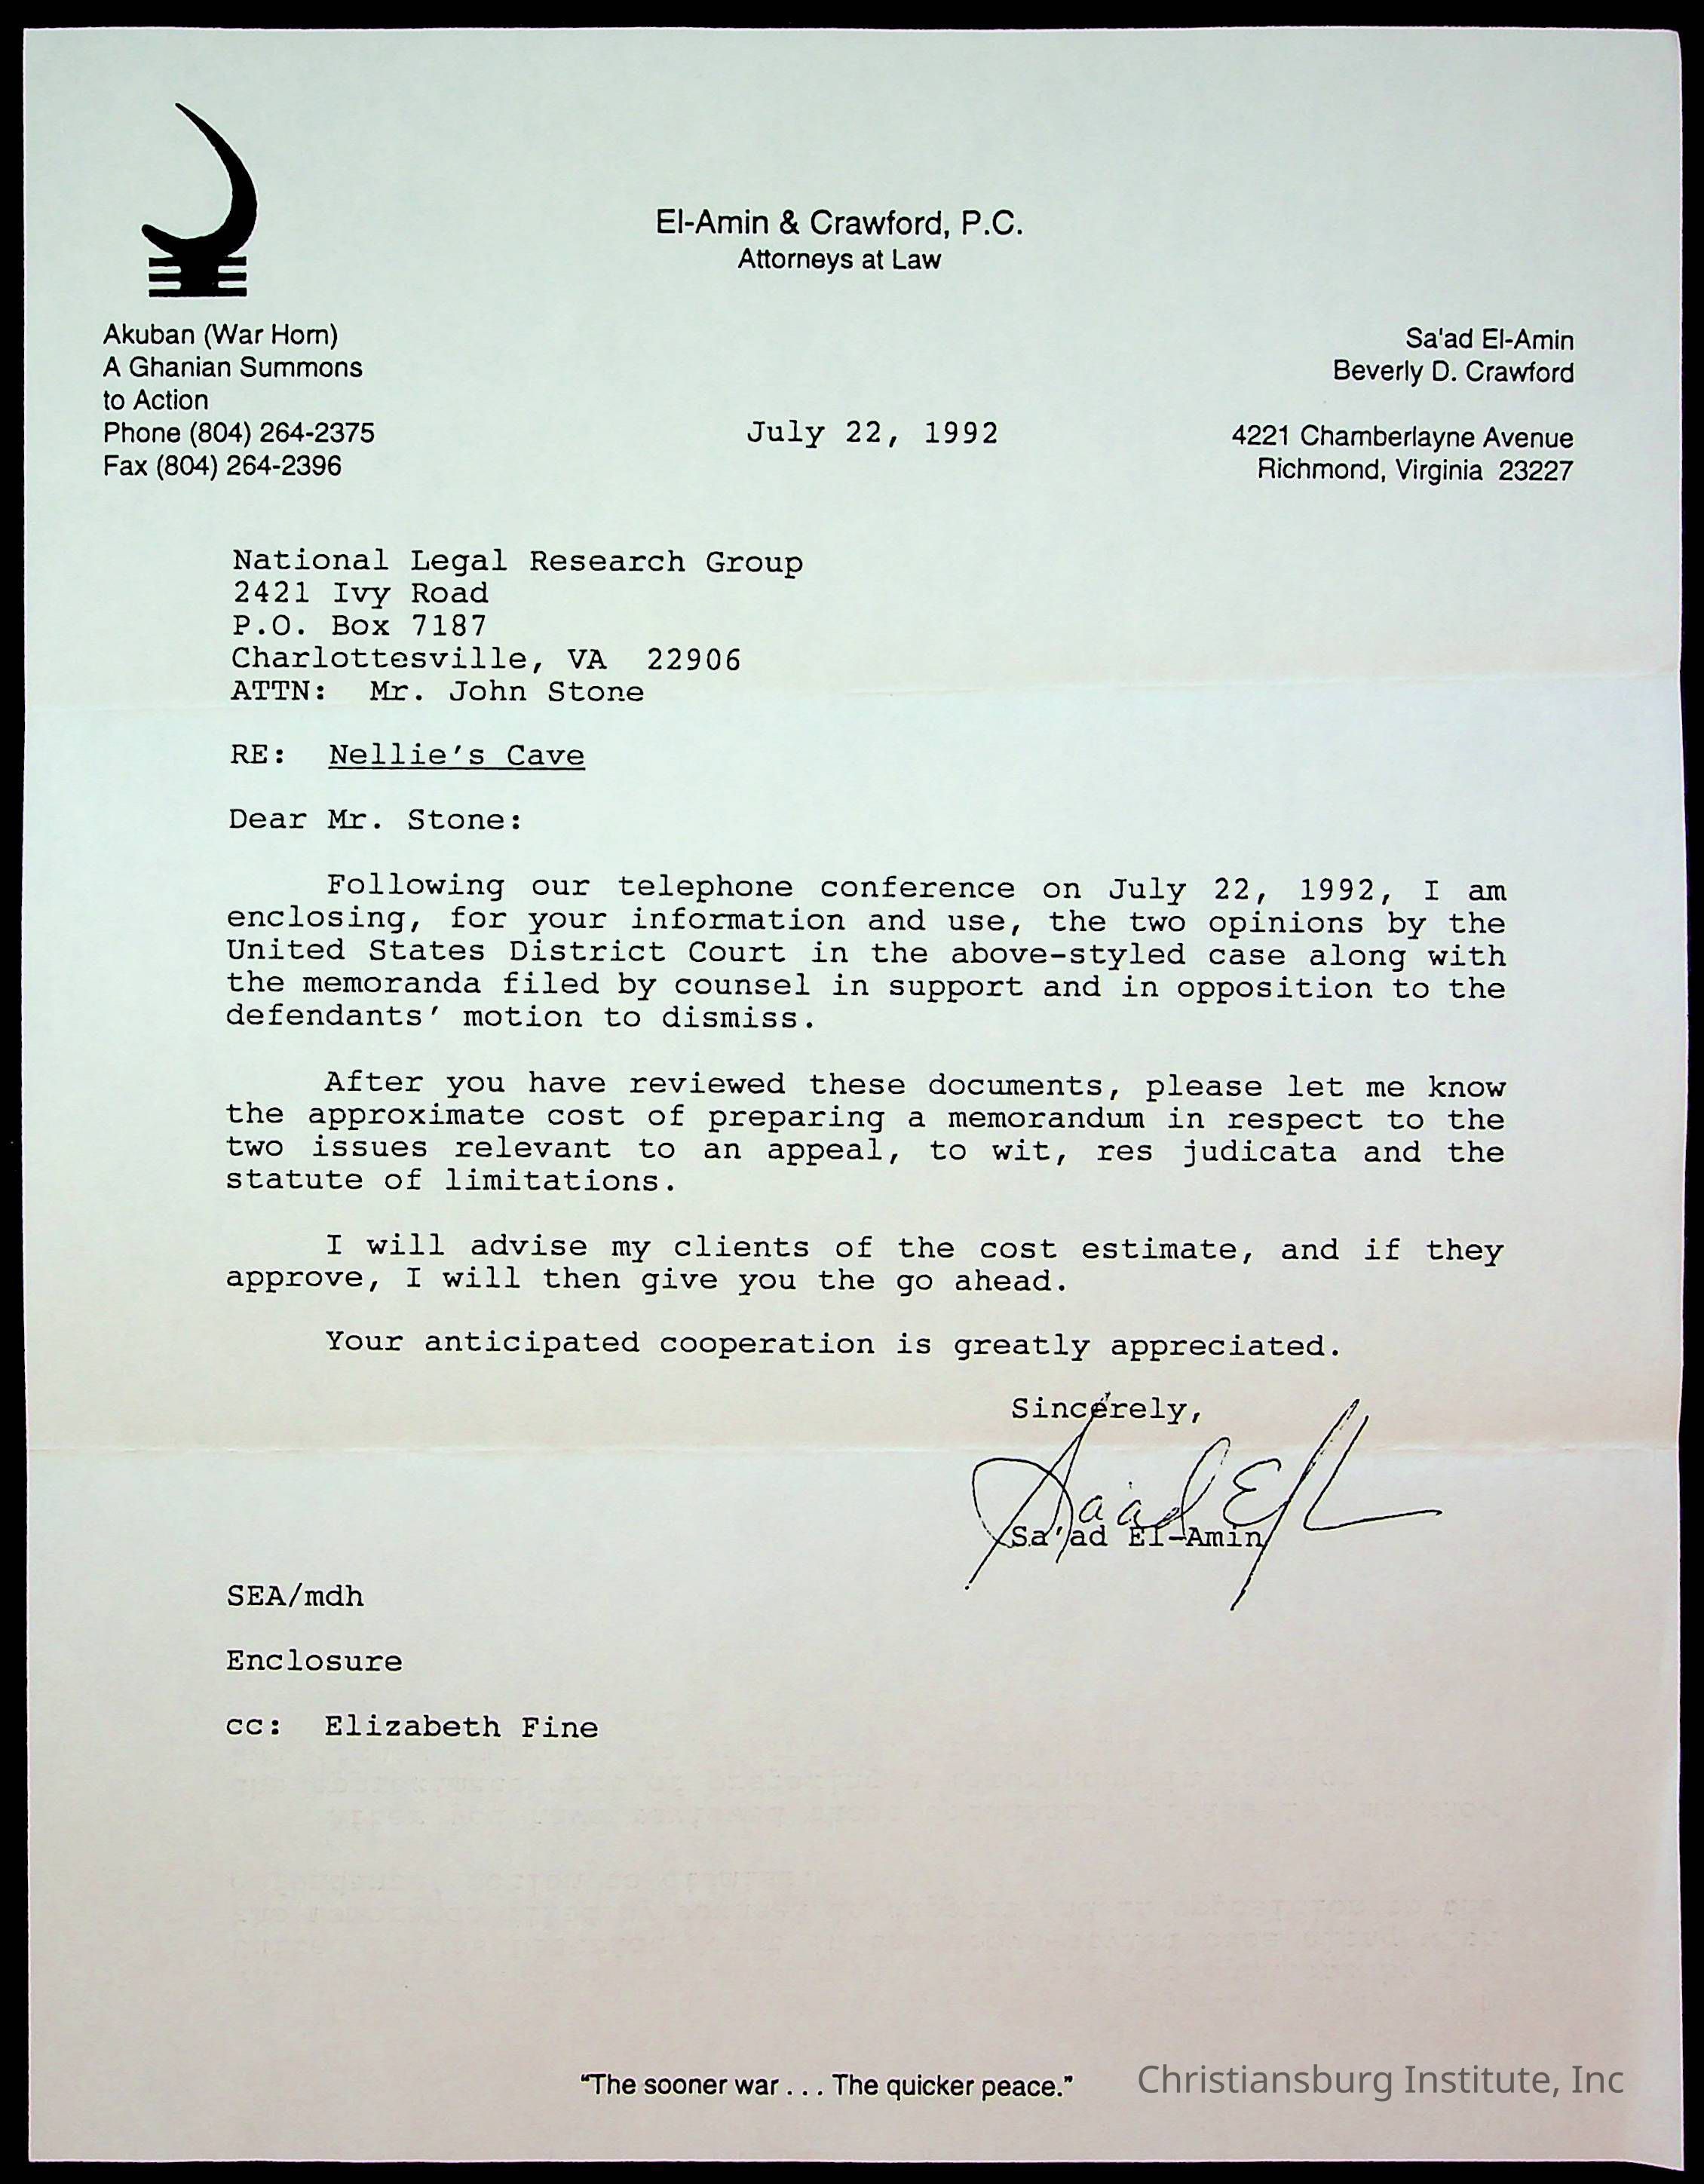 El-Amin & Crawford, P.C.
Attorneys at Law
Akuban (War Horn)
A Ghanian Summons
to Action
Phone (804) 264-2375
Fax (804) 264-2396
Sa'ad El-Amin
Beverly D. Crawford
4221 Chamberlayne Avenue
Richmond, Virginia 23227
July 22, 1992
National Legal Research Group
2421 Ivy Road
P.O. Box 7187
Charlottesville, VA 22906
ATTN: Mr. John Stone
RE: Nellie's Cave
Dear Mr. Stone:
Following our telephone conference on July 22, 1992, I am
enclosing, for your information and use, the two opinions by the
United States District Court in the above-styled case along with
the memoranda filed by counsel in support and in opposition to the
defendants' motion to dismiss.
After you have reviewed these documents, please let me know
the approximate cost of preparing a memorandum in respect to the
two issues relevant to an appeal, to wit, res judicata and the
statute of limitations.
I will advise my clients of the cost estimate, and if they
approve, I will then give you the go ahead.
Your anticipated cooperation is greatly appreciated.
Sincerely,
Sa'ad El-Amin
SEA/mdh
Enclosure
cc: Elizabeth Fine
"The sooner war . . . The quicker peace."
Christiansburg Institute, Inc